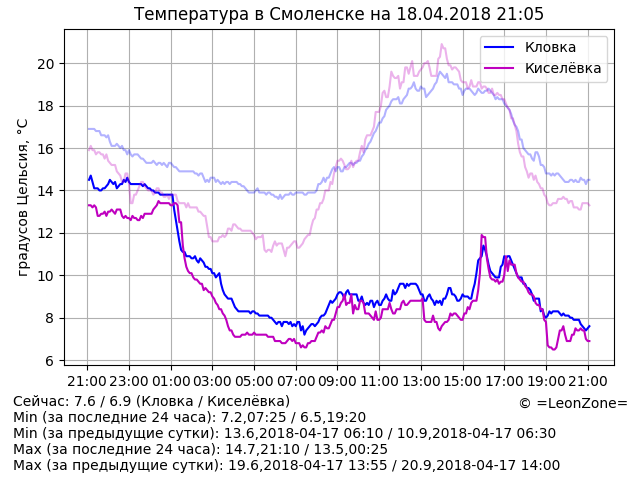 Температура в Смоленске на 18.04.2018 21:05
Кловка
Киселёвка
градусов Цельсия, °C
20
18
16
14
12
10
8
6
21:00 23:00 01:00 03:00 05:00 07:00 09:00 11:00 13:00 15:00 17:00 19:00 21:00
Сейчас: 7.6 / 6.9 (Кловка / Киселёвка)
© =LeonZone=
Min (за последние 24 часа): 7.2,07:25 / 6.5,19:20
Min (за предыдущие сутки): 13.6,2018-04-17 06:10 / 10.9,2018-04-17 06:30
Max (за последние 24 часа): 14.7,21:10 / 13.5,00:25
Max (за предыдущие сутки): 19.6,2018-04-17 13:55 / 20.9,2018-04-17 14:00